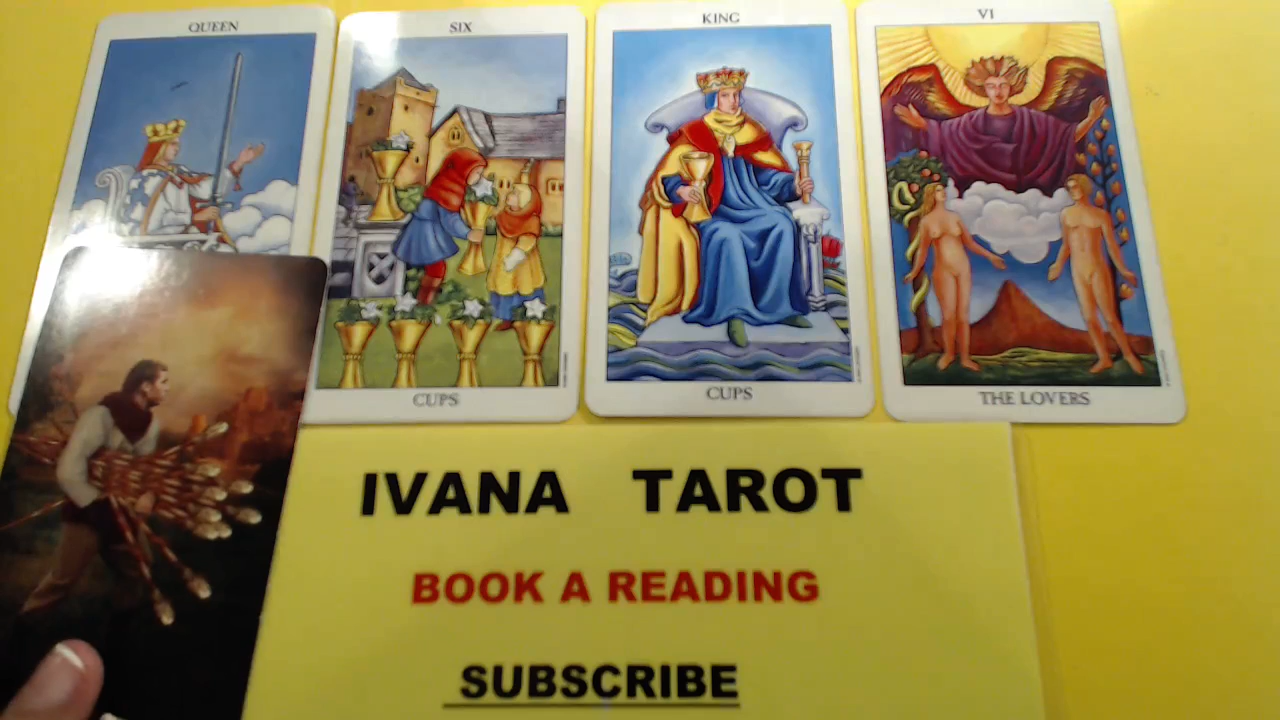 QUEEN
SIX
KING
VI
CUPS
CUPS
THE LOVERS
IVANA TAROT
BOOK A READING
SUBSCRIBE